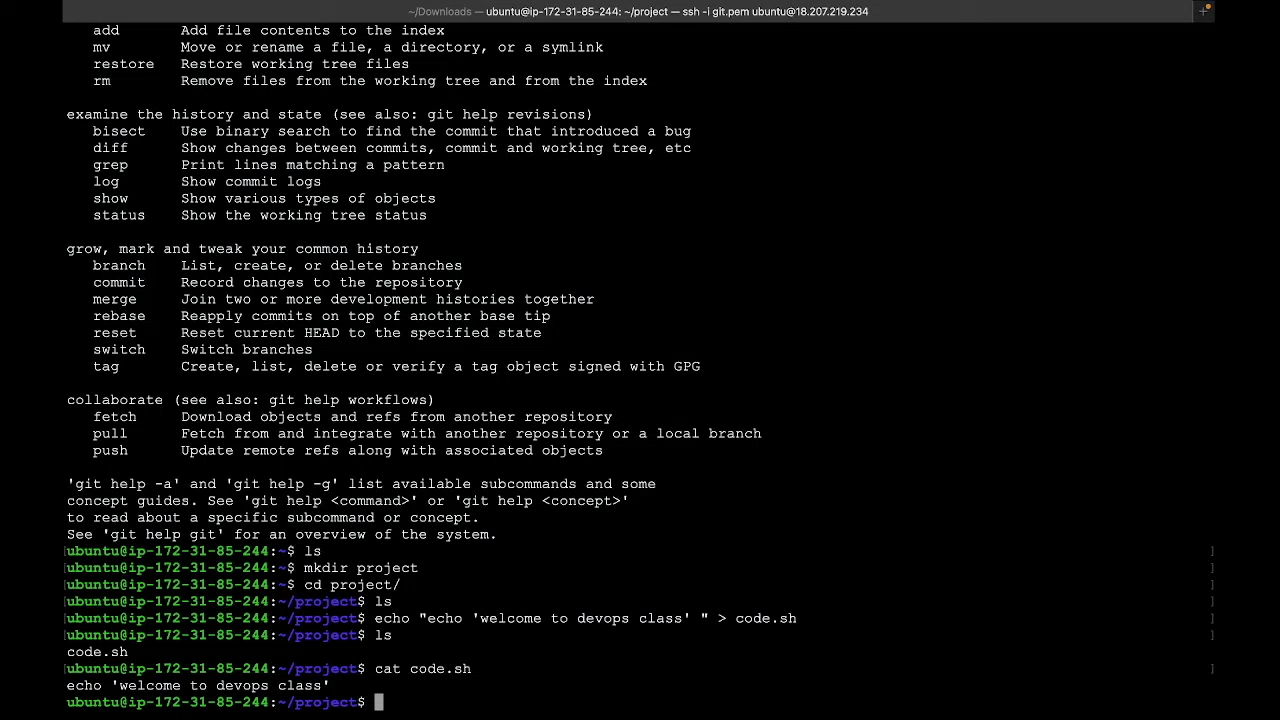 ~/Downloads — ubuntu@ip-172-31-85-244: ~/project — ssh -i git.pem ubuntu@18.207.219.234
add Add file contents to the index
mv Move or rename a file, a directory, or a symlink
restore Restore working tree files
rm Remove files from the working tree and from the index
examine the history and state (see also: git help revisions)
bisect Use binary search to find the commit that introduced a bug
diff Show changes between commits, commit and working tree, etc
grep Print lines matching a pattern
log Show commit logs
show Show various types of objects
status Show the working tree status
grow, mark and tweak your common history
branch List, create, or delete branches
commit Record changes to the repository
merge Join two or more development histories together
rebase Reapply commits on top of another base tip
reset Reset current HEAD to the specified state
switch Switch branches
tag Create, list, delete or verify a tag object signed with GPG
collaborate (see also: git help workflows)
fetch Download objects and refs from another repository
pull Fetch from and integrate with another repository or a local branch
push Update remote refs along with associated objects
'git help -a' and 'git help -g' list available subcommands and some
concept guides. See 'git help <command>' or 'git help <concept>'
to read about a specific subcommand or concept.
See 'git help git' for an overview of the system.
[ubuntu@ip-172-31-85-244:~$ ls ]
[ubuntu@ip-172-31-85-244:~$ mkdir project ]
[ubuntu@ip-172-31-85-244:~$ cd project/ ]
[ubuntu@ip-172-31-85-244:~/project$ ls ]
[ubuntu@ip-172-31-85-244:~/project$ echo "echo 'welcome to devops class' " > code.sh ]
[ubuntu@ip-172-31-85-244:~/project$ ls ]
code.sh
[ubuntu@ip-172-31-85-244:~/project$ cat code.sh ]
echo 'welcome to devops class'
ubuntu@ip-172-31-85-244:~/project$